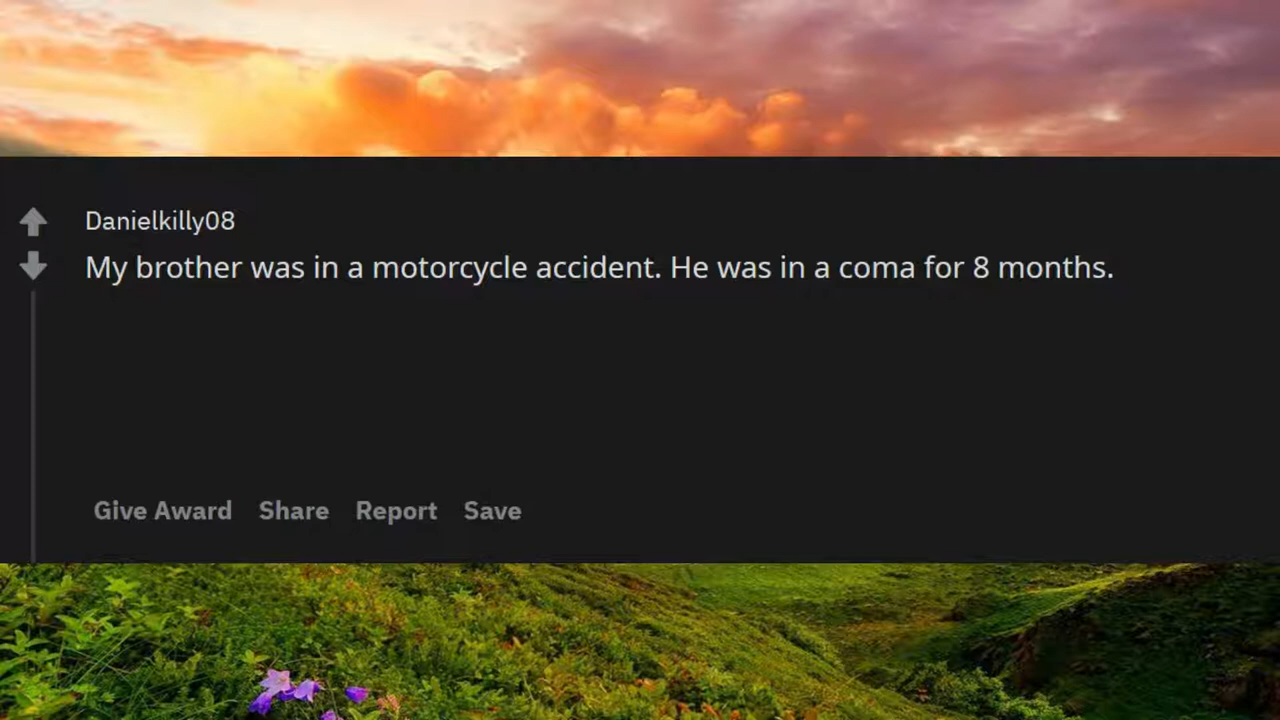 Danielkilly08
My brother was in a motorcycle accident. He was in a coma for 8 months.
Give Award Share Report Save